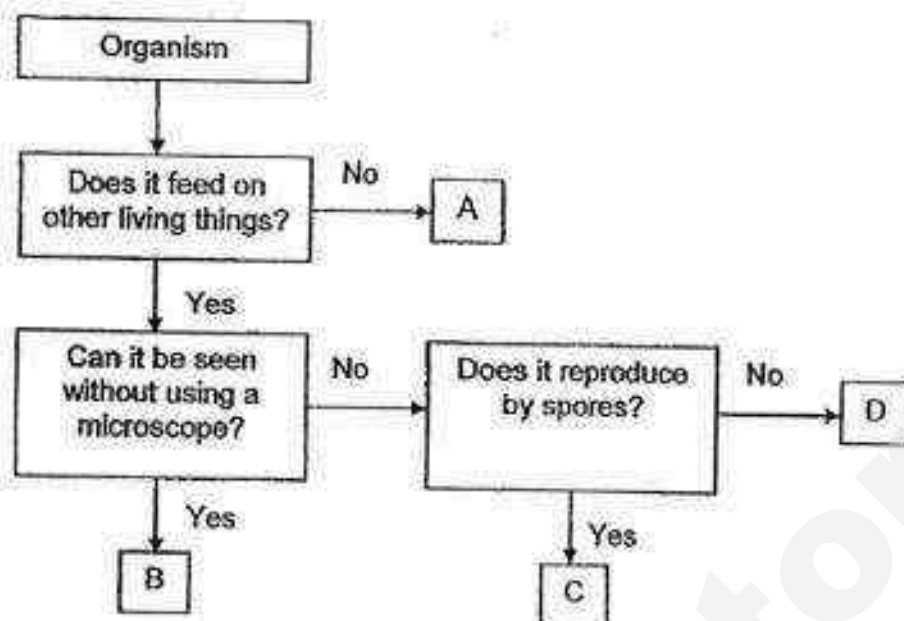 Organism
Does it feed on
other living things?
No
A
Yes
Can it be seen
without using a
microscope?
No
Does it reproduce
by spores?
No
D
Yes
B
Yes
C